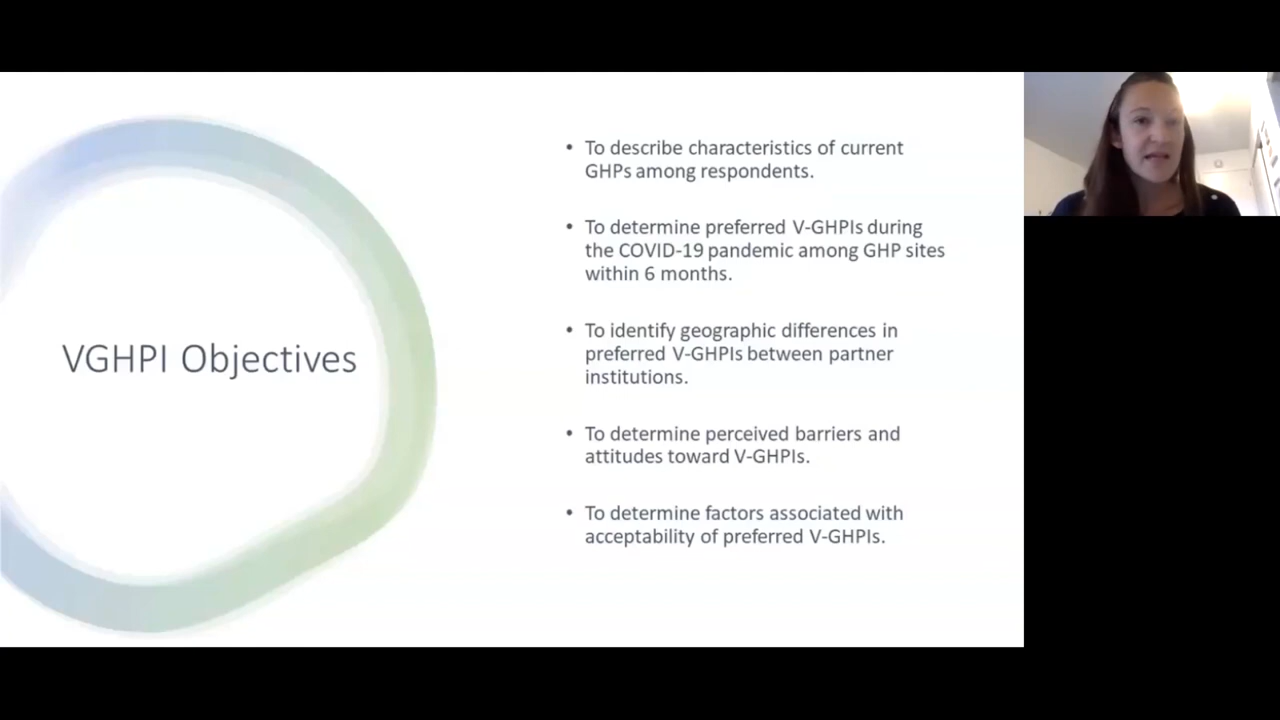 VGHPI Objectives
• To describe characteristics of current
GHPs among respondents.
• To determine preferred V-GHPIs during
the COVID-19 pandemic among GHP sites
within 6 months.
• To identify geographic differences in
preferred V-GHPIs between partner
institutions.
• To determine perceived barriers and
attitudes toward V-GHPIs.
• To determine factors associated with
acceptability of preferred V-GHPIs.